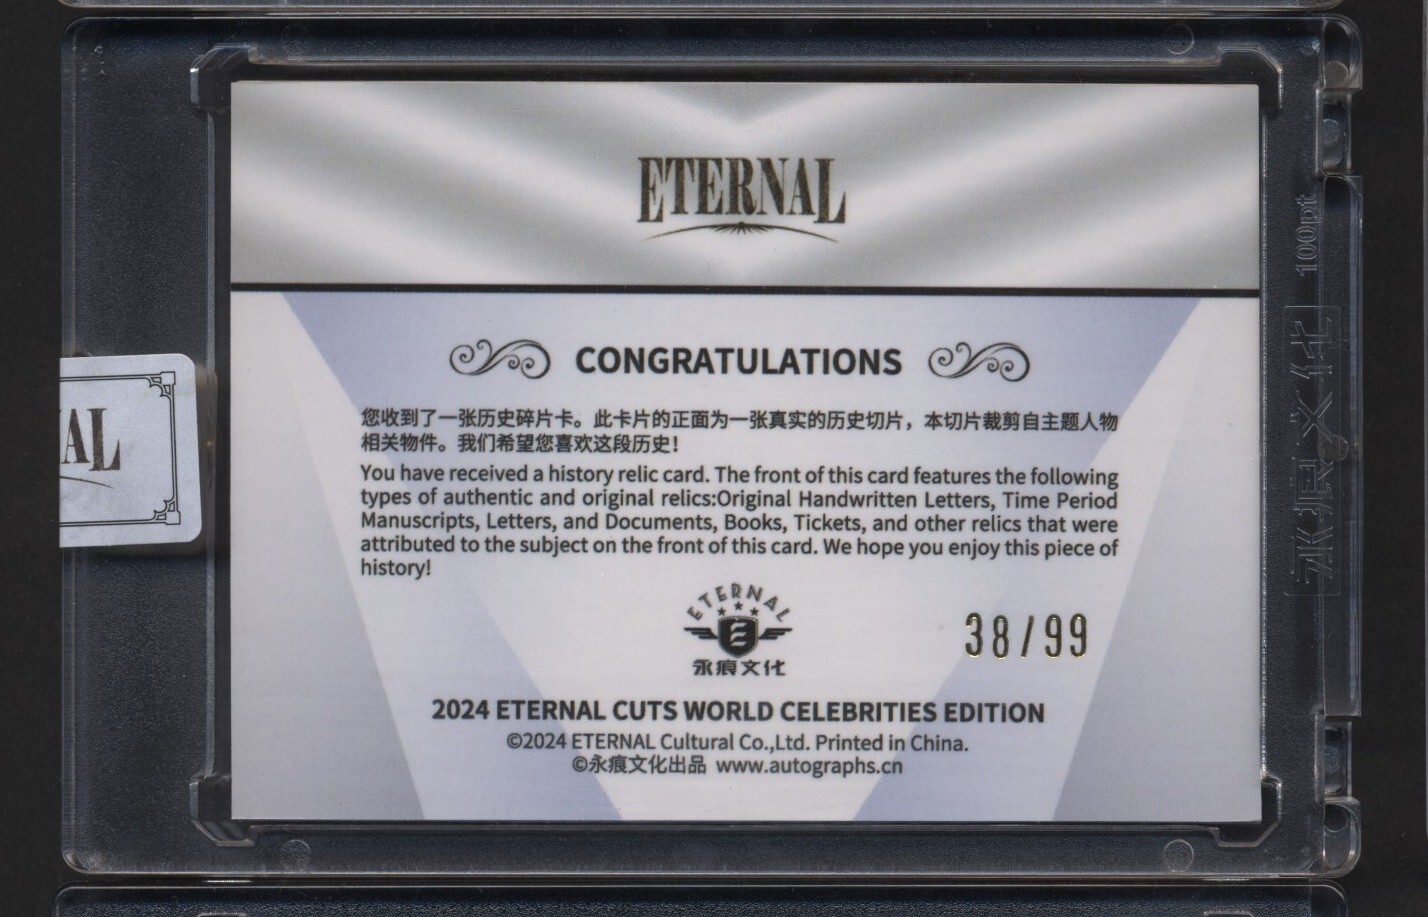 ETERNAL
CONGRATULATIONS
您收到了一张历史碎片卡。此卡片的正面为一张真实的历史切片，本切片裁剪自主题人物
相关物件。我们希望您喜欢这段历史！
You have received a history relic card. The front of this card features the following
types of authentic and original relics:Original Handwritten Letters, Time Period
Manuscripts, Letters, and Documents, Books, Tickets, and other relics that were
attributed to the subject on the front of this card. We hope you enjoy this piece of
history!
ETERNAL
E
永痕文化
38/99
2024 ETERNAL CUTS WORLD CELEBRITIES EDITION
©2024 ETERNAL Cultural Co.,Ltd. Printed in China.
©永痕文化出品 www.autographs.cn
AL
100pt
永痕文化